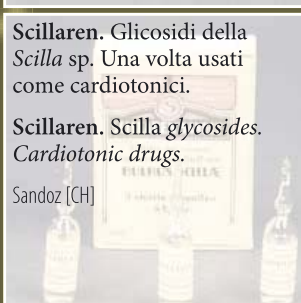 Scillaren. Glicosidi della
Scilla sp. Una volta usati
come cardiotonici.
Scillaren. Scilla glycosides.
Cardiotonic drugs.
Sandoz [CH]